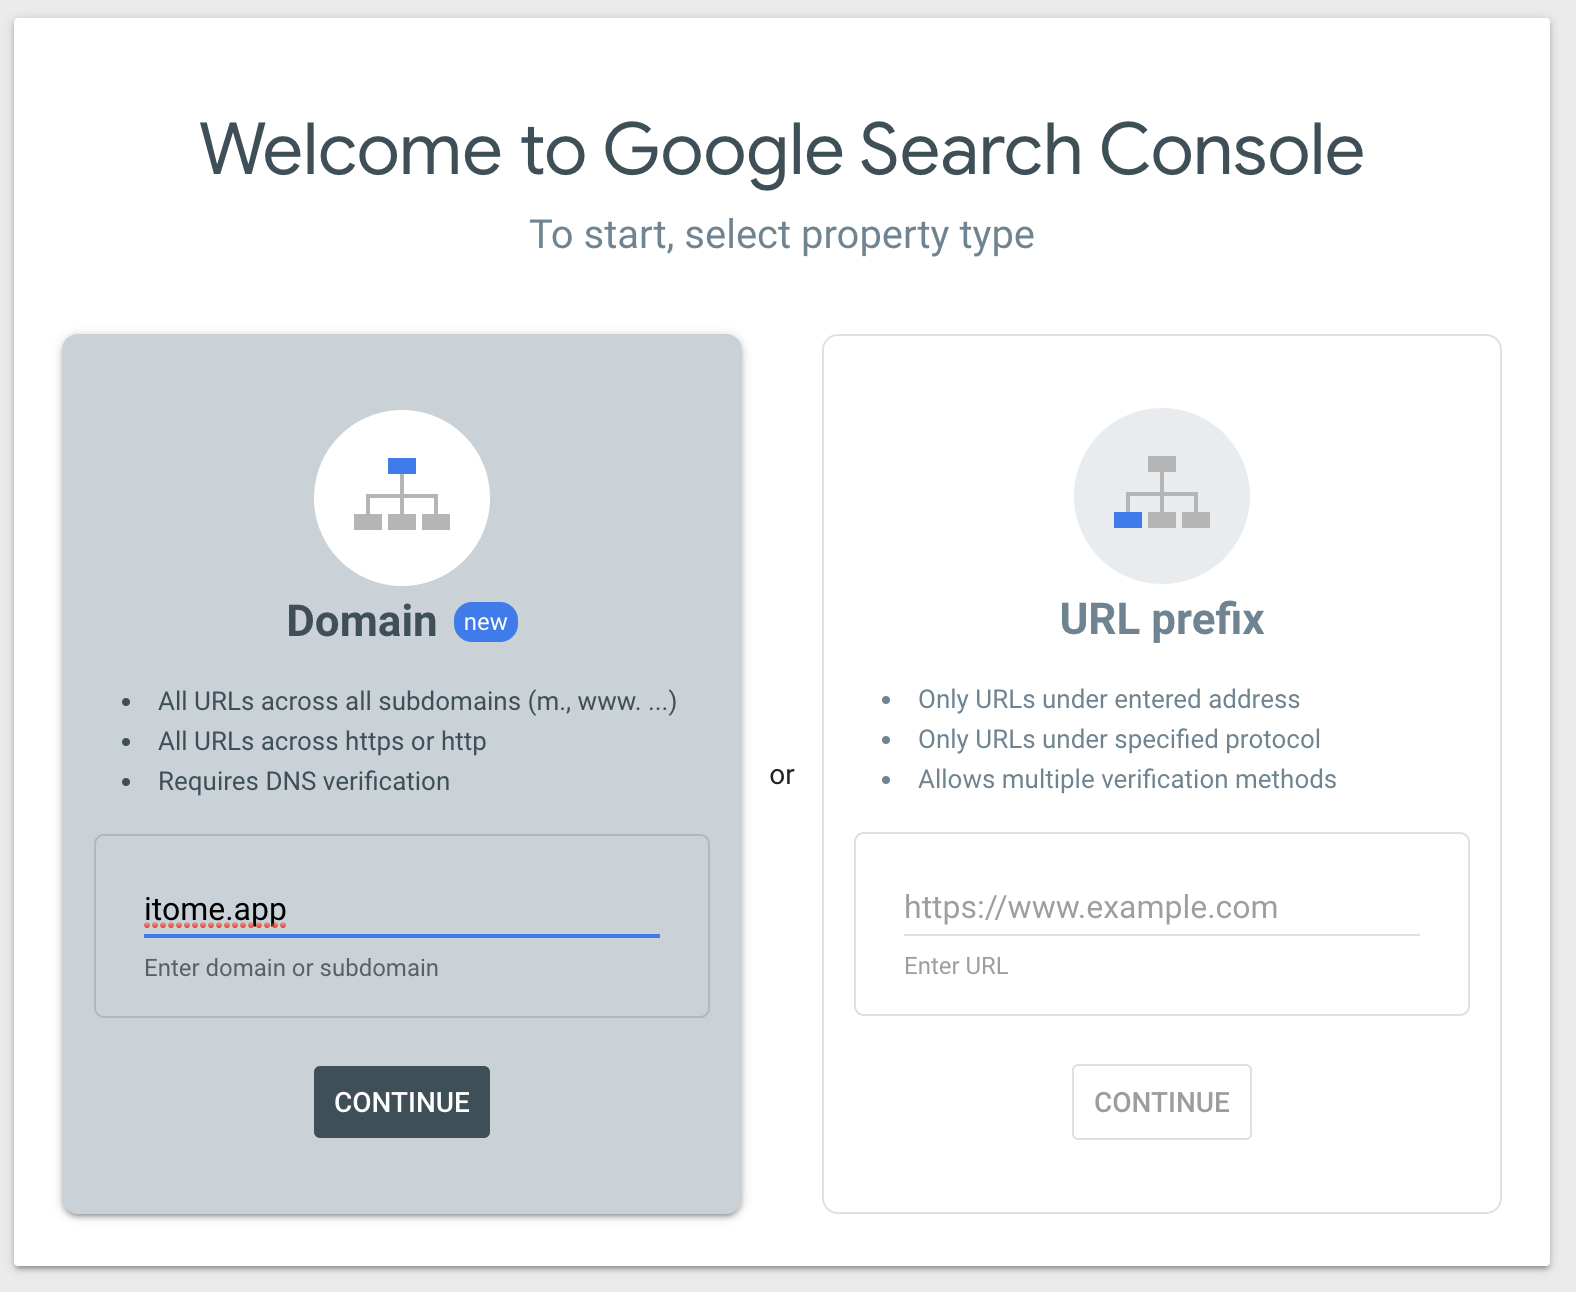 Welcome to Google Search Console
To start, select property type
Domain new
• All URLs across all subdomains (m., www. ...)
• All URLs across https or http
• Requires DNS verification
itome.app
Enter domain or subdomain
CONTINUE
or
URL prefix
• Only URLs under entered address
• Only URLs under specified protocol
• Allows multiple verification methods
https://www.example.com
Enter URL
CONTINUE